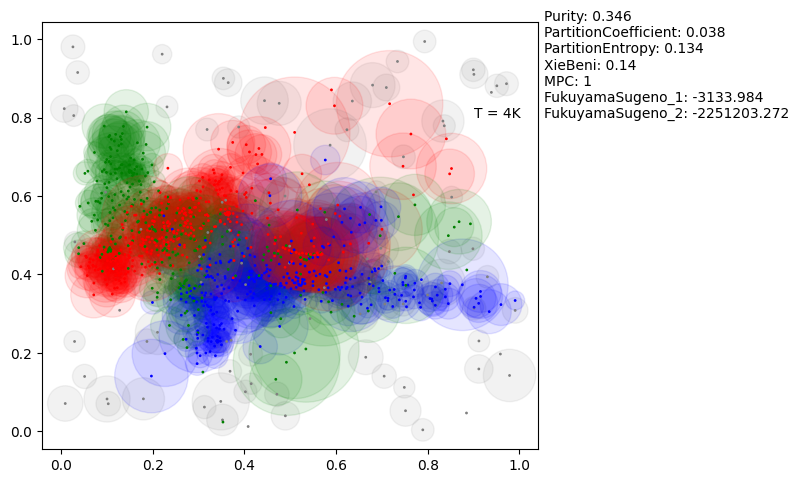 Purity: 0.346
PartitionCoefficient: 0.038
PartitionEntropy: 0.134
XieBeni: 0.14
MPC: 1
FukuyamaSugeno_1: -3133.984
FukuyamaSugeno_2: -2251203.272
T = 4K
1.0
0.8
0.6
0.4
0.2
0.0
0.0 0.2 0.4 0.6 0.8 1.0